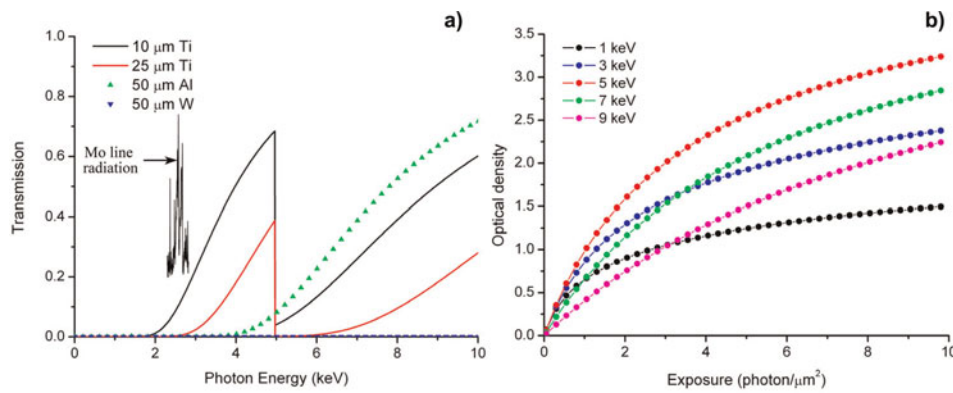 a)
10 μm Ti
25 μm Ti
50 μm Al
50 μm W
Mo line
radiation
Transmission
1.0
0.8
0.6
0.4
0.2
0.0
0 2 4 6 8 10
Photon Energy (keV)
b)
1 keV
3 keV
5 keV
7 keV
9 keV
Optical density
3.5
3.0
2.5
2.0
1.5
1.0
0.5
0.0
0 2 4 6 8 10
Exposure (photon/μm²)